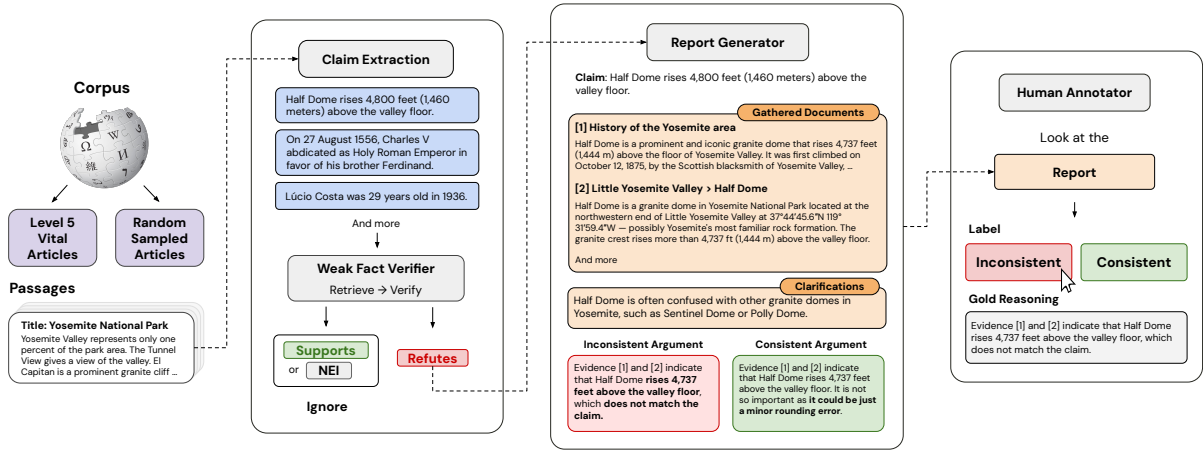 Corpus
Ω
W
維
И
Level 5
Vital
Articles
Random
Sampled
Articles
Passages
Title: Yosemite National Park
Yosemite Valley represents only one
percent of the park area. The Tunnel
View gives a view of the valley. El
Capitan is a prominent granite cliff ...
Claim Extraction
Half Dome rises 4,800 feet (1,460
meters) above the valley floor.
On 27 August 1556, Charles V
abdicated as Holy Roman Emperor in
favor of his brother Ferdinand.
Lúcio Costa was 29 years old in 1936.
And more
Weak Fact Verifier
Retrieve → Verify
Supports
or NEI
Refutes
Ignore
Report Generator
Claim: Half Dome rises 4,800 feet (1,460 meters) above the
valley floor.
Gathered Documents
[1] History of the Yosemite area
Half Dome is a prominent and iconic granite dome that rises 4,737 feet
(1,444 m) above the floor of Yosemite Valley. It was first climbed on
October 12, 1875, by the Scottish blacksmith of Yosemite Valley, ...
[2] Little Yosemite Valley > Half Dome
Half Dome is a granite dome in Yosemite National Park located at the
northwestern end of Little Yosemite Valley at 37°44'45.6"N 119°
31'59.4"W — possibly Yosemite's most familiar rock formation. The
granite crest rises more than 4,737 ft (1,444 m) above the valley floor.
And more
Clarifications
Half Dome is often confused with other granite domes in
Yosemite, such as Sentinel Dome or Polly Dome.
Inconsistent Argument
Evidence [1] and [2] indicate
that Half Dome rises 4,737
feet above the valley floor,
which does not match the
claim.
Consistent Argument
Evidence [1] and [2] indicate
that Half Dome rises 4,737 feet
above the valley floor. It is not
so important as it could be just
a minor rounding error.
Human Annotator
Look at the
Report
Label
Inconsistent
Consistent
Gold Reasoning
Evidence [1] and [2] indicate that Half Dome
rises 4,737 feet above the valley floor, which
does not match the claim.